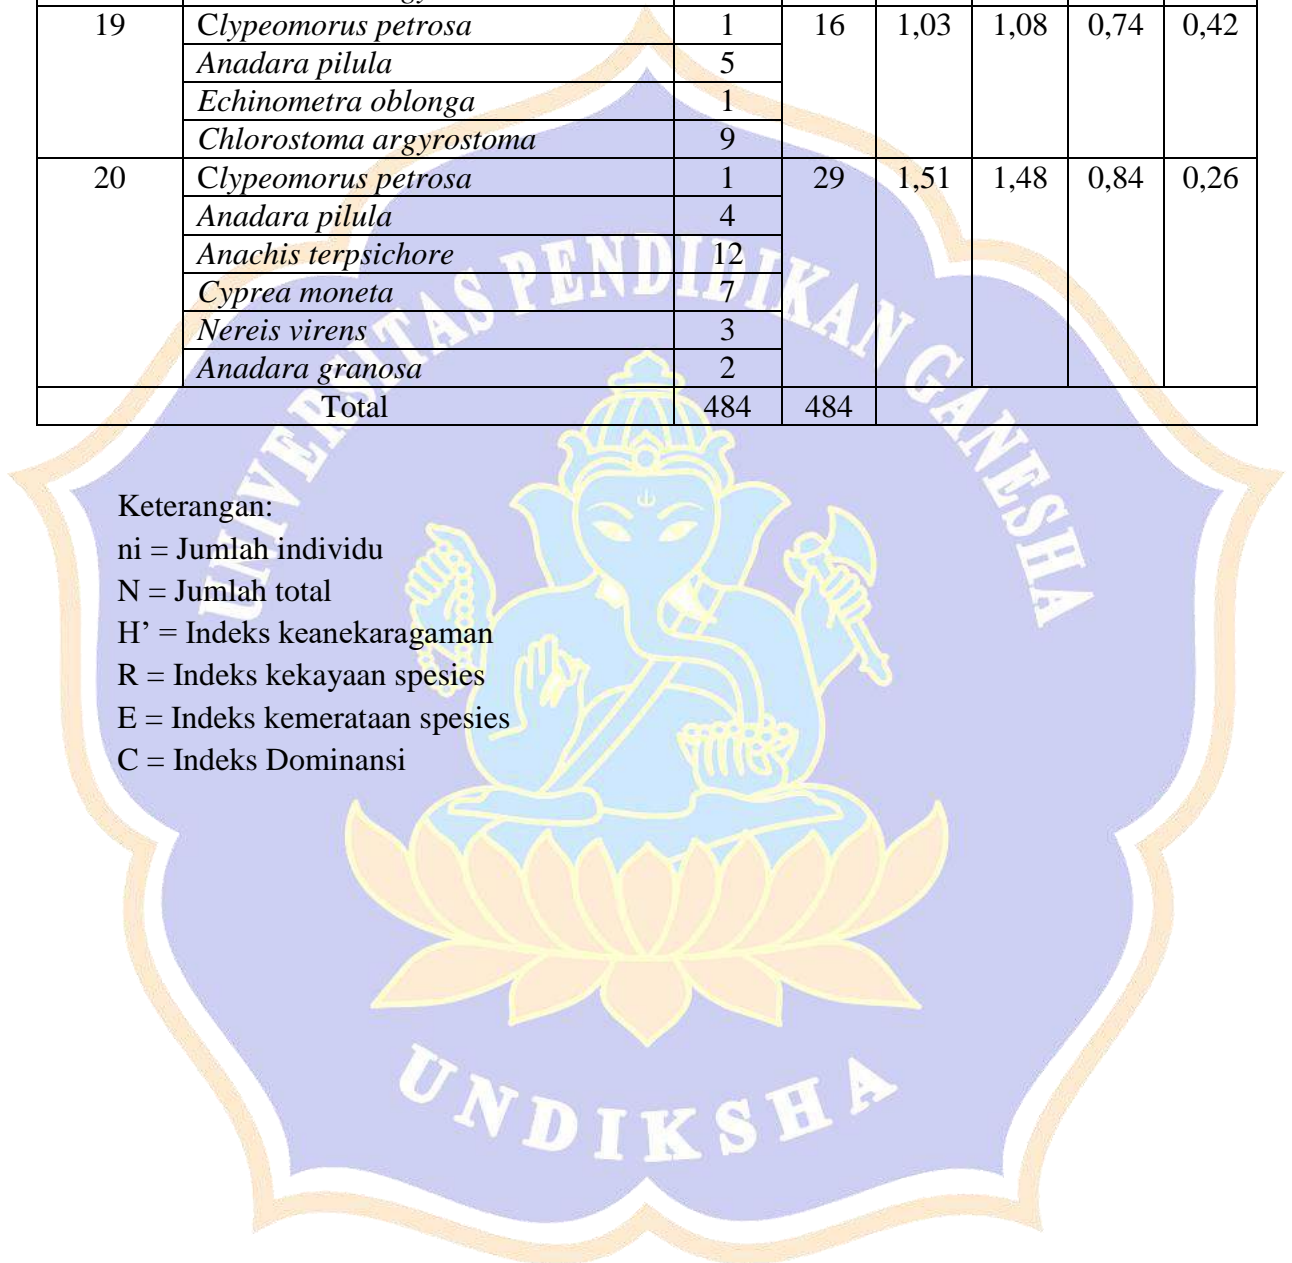 19 Clypeomorus petrosa 1 16 1,03 1,08 0,74 0,42
Anadara pilula 5
Echinometra oblonga 1
Chlorostoma argyrostoma 9
20 Clypeomorus petrosa 1 29 1,51 1,48 0,84 0,26
Anadara pilula 4
Anachis terpsichore 12
Cyprea moneta 7
Nereis virens 3
Anadara granosa 2
Total 484 484
Keterangan:
ni = Jumlah individu
N = Jumlah total
H’ = Indeks keanekaragaman
R = Indeks kekayaan spesies
E = Indeks kemerataan spesies
C = Indeks Dominansi
UNIVERSITAS PENDIDIKAN GANESHA
UNDIKSHA